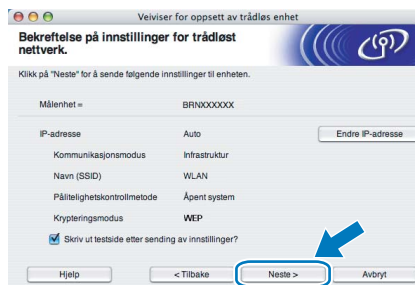 Veiviser for oppsett av trådløs enhet
Bekreftelse på innstillinger for trådløst
nettverk.
Klikk på "Neste" for å sende følgende innstillinger til enheten.
Målenhet = BRNXXXXXX
IP-adresse Auto Endre IP-adresse
Kommunikasjonsmodus Infrastruktur
Navn (SSID) WLAN
Pålitelighetskontrollmetode Åpent system
Krypteringsmodus WEP
Skriv ut testside etter sending av innstillinger?
Hjelp < Tilbake Neste > Avbryt